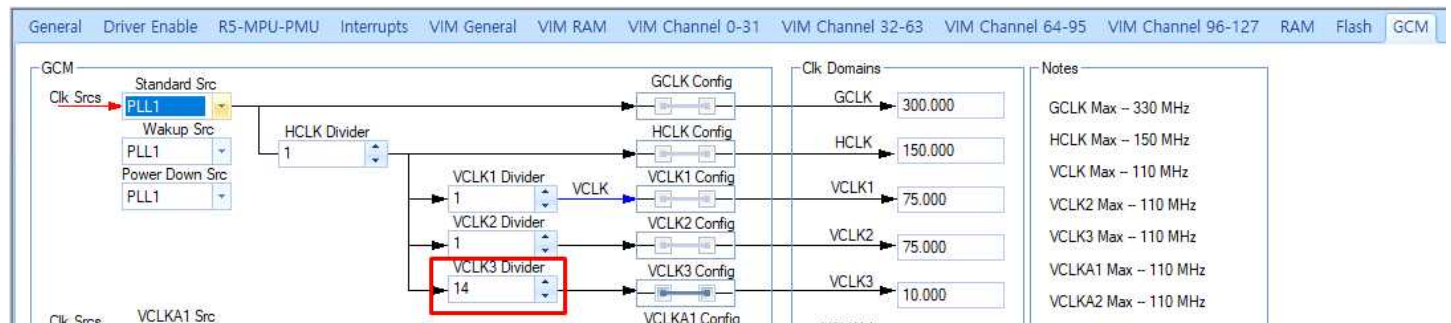 General Driver Enable R5-MPU-PMU Interrupts VIM General VIM RAM VIM Channel 0-31 VIM Channel 32-63 VIM Channel 64-95 VIM Channel 96-127 RAM Flash GCM
GCM
Clk Srcs
Standard Src
PLL1
Wakup Src
PLL1
Power Down Src
PLL1
HCLK Divider
1
VCLK1 Divider
1
VCLK
VCLK2 Divider
1
VCLK3 Divider
14
GCLK Config
HCLK Config
VCLK1 Config
VCLK2 Config
VCLK3 Config
VCLKA1 Config
Clk Srcs
VCLKA1 Src
Clk Domains
GCLK 300.000
HCLK 150.000
VCLK1 75.000
VCLK2 75.000
VCLK3 10.000
Notes
GCLK Max -- 330 MHz
HCLK Max -- 150 MHz
VCLK Max -- 110 MHz
VCLK2 Max -- 110 MHz
VCLK3 Max -- 110 MHz
VCLKA1 Max -- 110 MHz
VCLKA2 Max -- 110 MHz